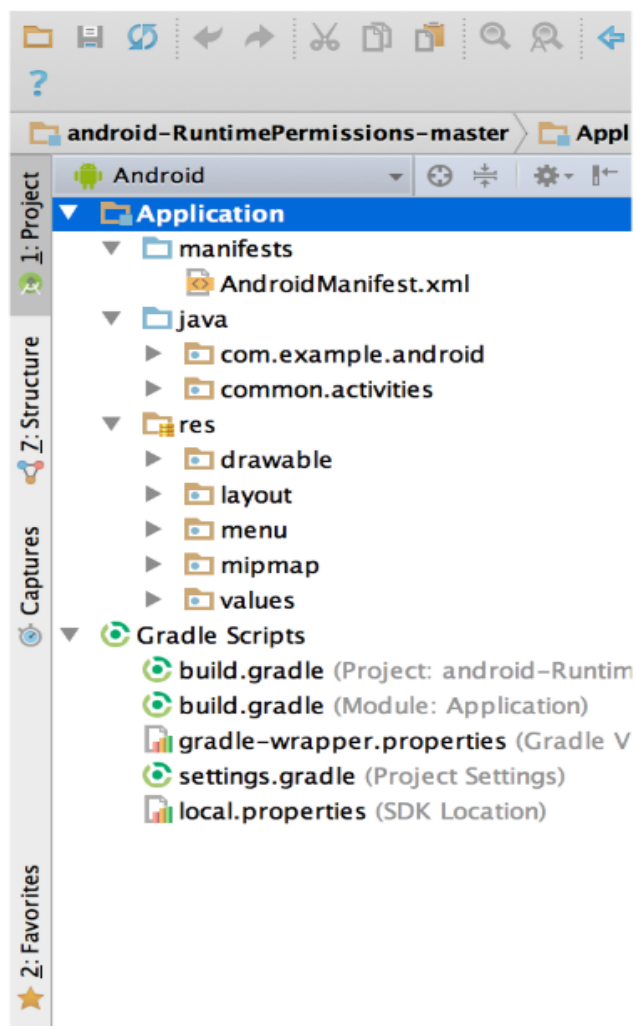 ?
android-RuntimePermissions-master
Appl
Android
1: Project
Application
manifests
AndroidManifest.xml
java
com.example.android
common.activities
7: Structure
res
drawable
layout
menu
mipmap
values
Captures
Gradle Scripts
build.gradle (Project: android-Runtim
build.gradle (Module: Application)
gradle-wrapper.properties (Gradle V
settings.gradle (Project Settings)
local.properties (SDK Location)
2: Favorites